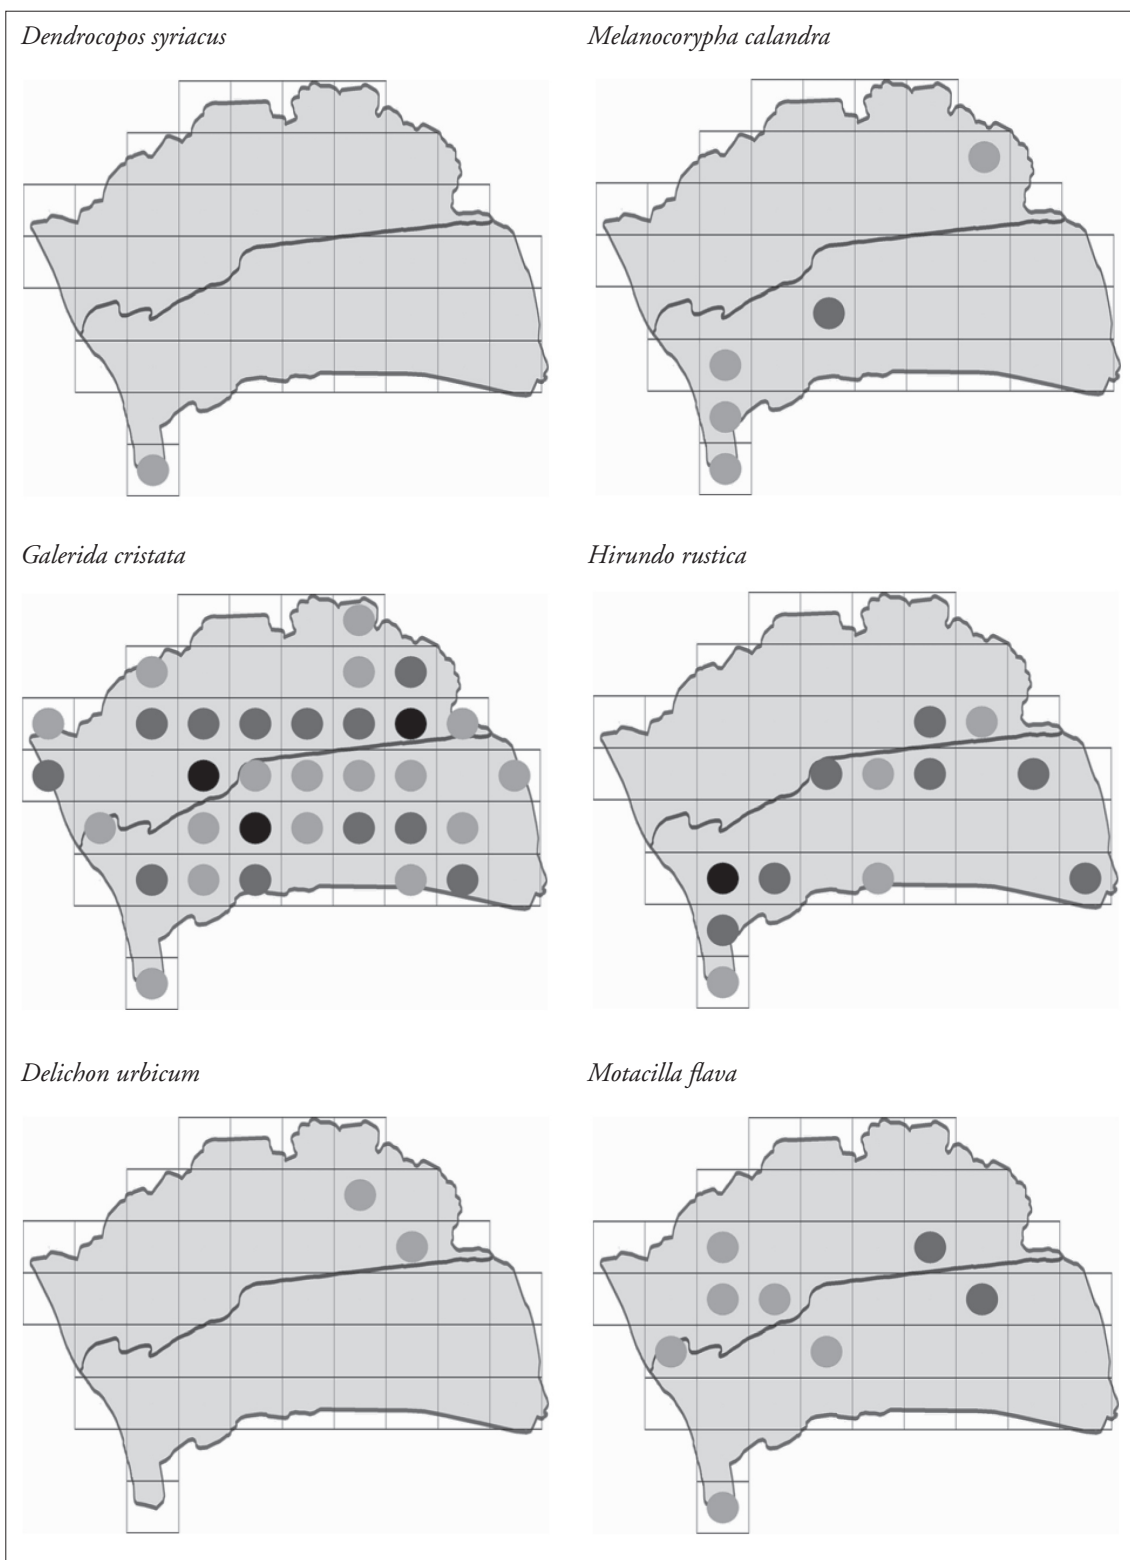 Dendrocopos syriacus
Melanocorypha calandra
Galerida cristata
Hirundo rustica
Delichon urbicum
Motacilla flava